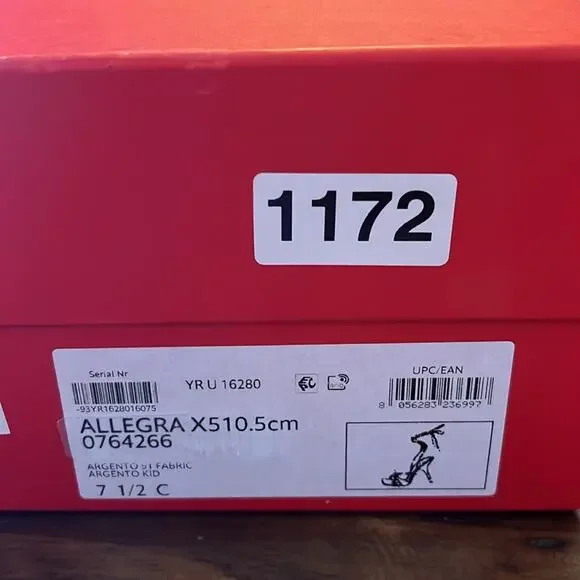 1172
Serial Nr
-93YR1628016075
YR U 16280
UPC/EAN
8 056283 236997
ALLEGRA X510.5cm
0764266
ARGENTO 51 FABRIC
ARGENTO KID
7 1/2 C